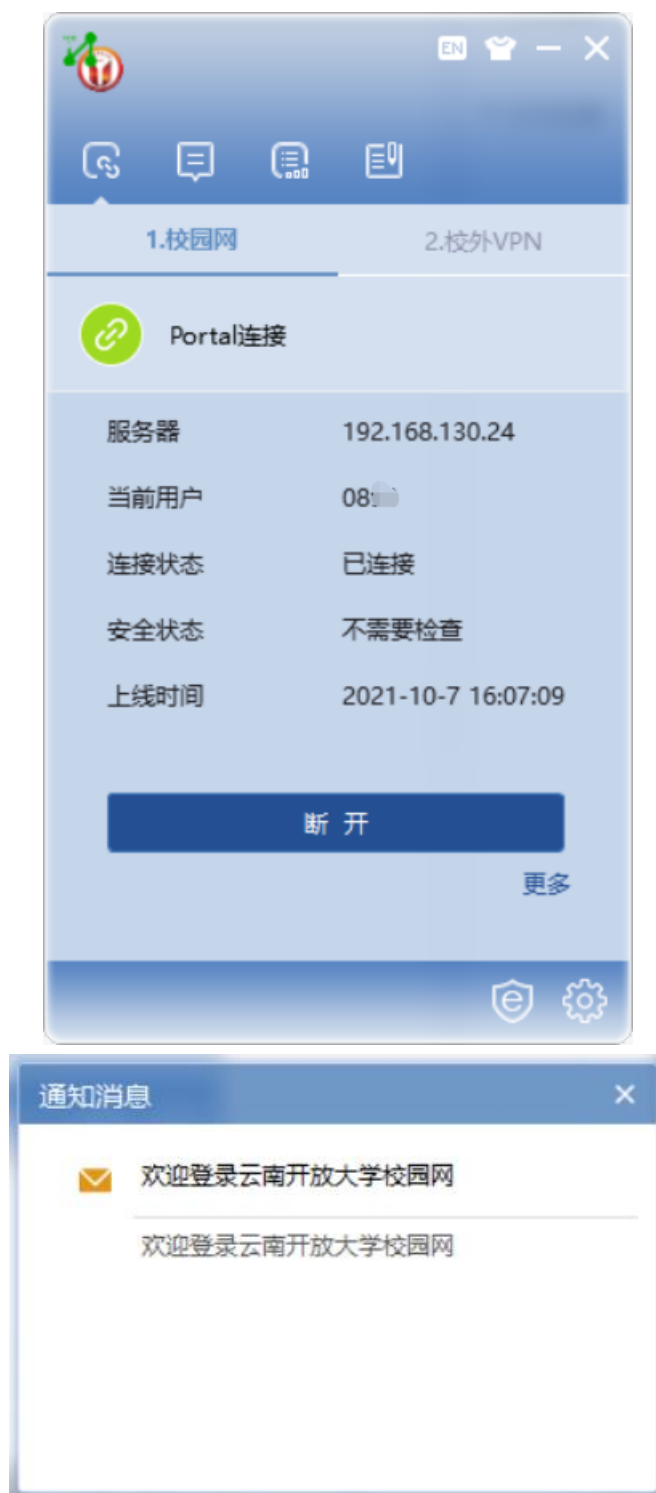 EN
1.校园网 2.校外VPN
Portal连接
服务器 192.168.130.24
当前用户 08
连接状态 已连接
安全状态 不需要检查
上线时间 2021-10-7 16:07:09
断 开
更多
通知消息
欢迎登录云南开放大学校园网
欢迎登录云南开放大学校园网